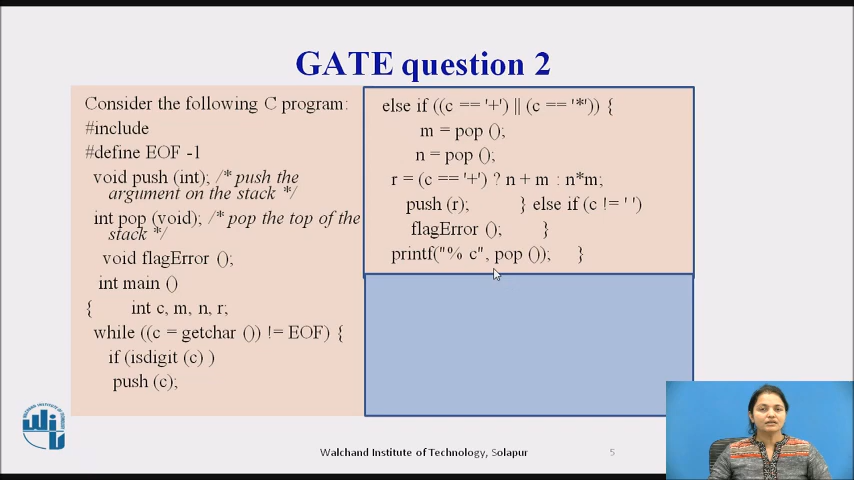 GATE question 2
Consider the following C program:
#include
#define EOF -1
void push (int); /* push the
argument on the stack */
int pop (void); /* pop the top of the
stack */
void flagError ();
int main ()
{ int c, m, n, r;
while ((c = getchar ()) != EOF) {
if (isdigit (c) )
push (c);
else if ((c == '+') || (c == '*')) {
m = pop ();
n = pop ();
r = (c == '+') ? n + m : n*m;
push (r); } else if (c != ' ')
flagError (); }
printf("% c", pop ()); }
Walchand Institute of Technology, Solapur
5